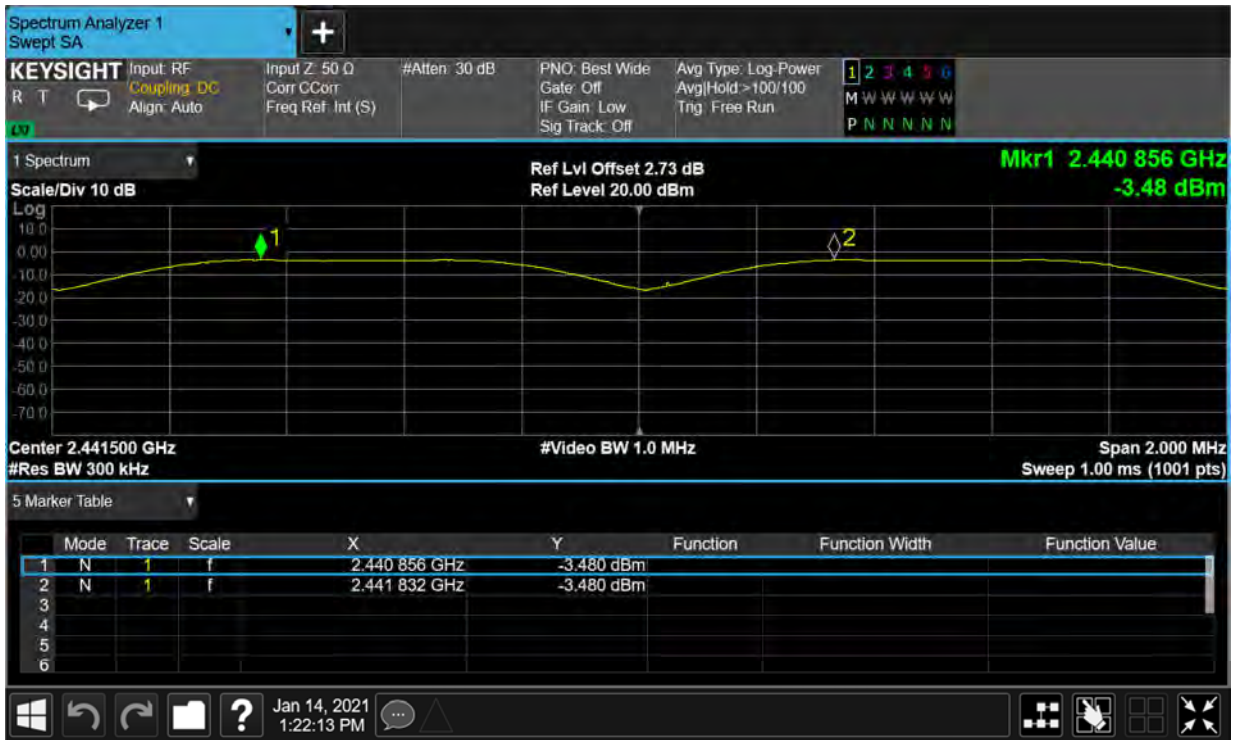 Spectrum Analyzer 1
Swept SA
+
KEYSIGHT Input: RF Input Z: 50 Ω #Atten: 30 dB PNO: Best Wide Avg Type: Log-Power 1 2 3 4 5 6
R T Coupling: DC Corr CCorr Gate: Off Avg|Hold:>100/100 M W W W W W
Align: Auto Freq Ref: Int (S) IF Gain: Low Trig: Free Run P N N N N N
LXI Sig Track: Off
1 Spectrum Ref Lvl Offset 2.73 dB Mkr1 2.440 856 GHz
Scale/Div 10 dB Ref Level 20.00 dBm -3.48 dBm
Log
10.0
1
2
0.00
-10.0
-20.0
-30.0
-40.0
-50.0
-60.0
-70.0
Center 2.441500 GHz #Video BW 1.0 MHz Span 2.000 MHz
#Res BW 300 kHz Sweep 1.00 ms (1001 pts)
5 Marker Table
Mode Trace Scale X Y Function Function Width Function Value
1 N 1 f 2.440 856 GHz -3.480 dBm
2 N 1 f 2.441 832 GHz -3.480 dBm
3
4
5
6
? Jan 14, 2021
1:22:13 PM